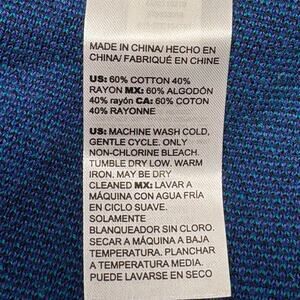 MADE IN CHINA/ HECHO EN
CHINA/ FABRIQUÉ EN CHINE
US: 60% COTTON 40%
RAYON MX: 60% ALGODÓN
40% rayón CA: 60% COTON
40% RAYONNE
US: MACHINE WASH COLD,
GENTLE CYCLE. ONLY
NON-CHLORINE BLEACH.
TUMBLE DRY LOW. WARM
IRON. MAY BE DRY
CLEANED MX: LAVAR A
MÁQUINA CON AGUA FRÍA
EN CICLO SUAVE.
SOLAMENTE
BLANQUEADOR SIN CLORO.
SECAR A MÁQUINA A BAJA
TEMPERATURA. PLANCHAR
A TEMPERATURA MEDIA.
PUEDE LAVARSE EN SECO